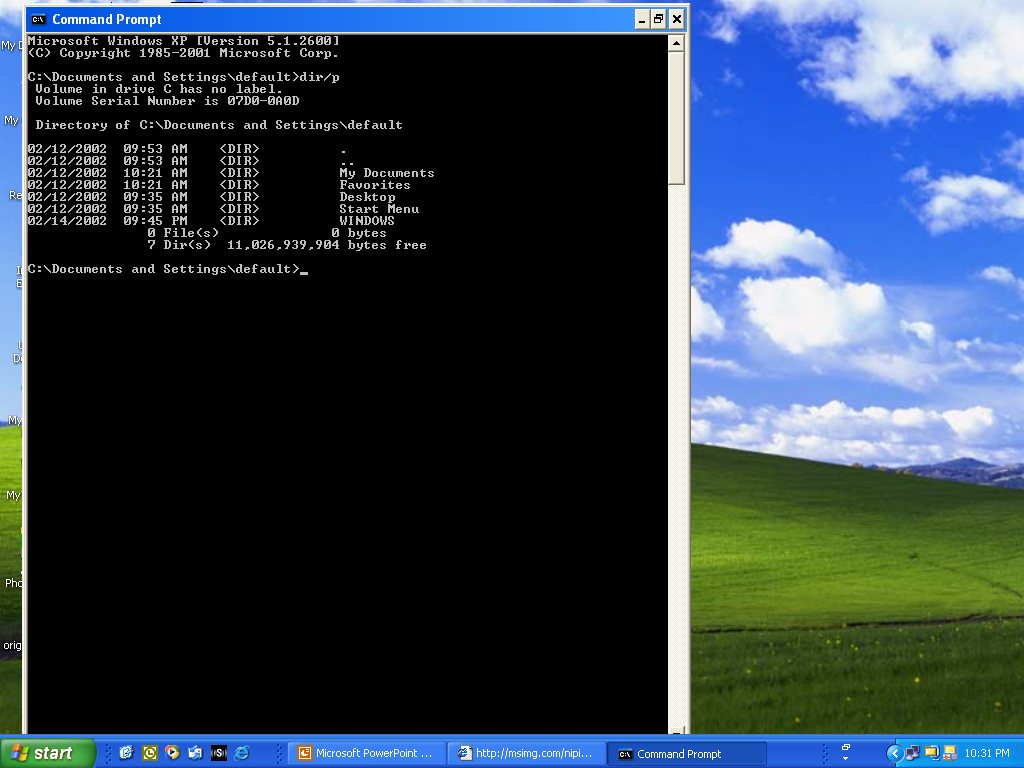 Command Prompt
Microsoft Windows XP [Version 5.1.2600]
(C) Copyright 1985-2001 Microsoft Corp.
C:\Documents and Settings\default>dir/p
Volume in drive C has no label.
Volume Serial Number is 07D0-0A0D
Directory of C:\Documents and Settings\default
02/12/2002 09:53 AM <DIR> .
02/12/2002 09:53 AM <DIR> ..
02/12/2002 10:21 AM <DIR> My Documents
02/12/2002 10:21 AM <DIR> Favorites
02/12/2002 09:35 AM <DIR> Desktop
02/12/2002 09:35 AM <DIR> Start Menu
02/14/2002 09:45 PM <DIR> WINDOWS
0 File(s) 0 bytes
7 Dir(s) 11,026,939,904 bytes free
C:\Documents and Settings\default>_
My
My
My
My
Pho
orig
start
Microsoft PowerPoint ...
http://msimg.com/nipi...
Command Prompt
10:31 PM